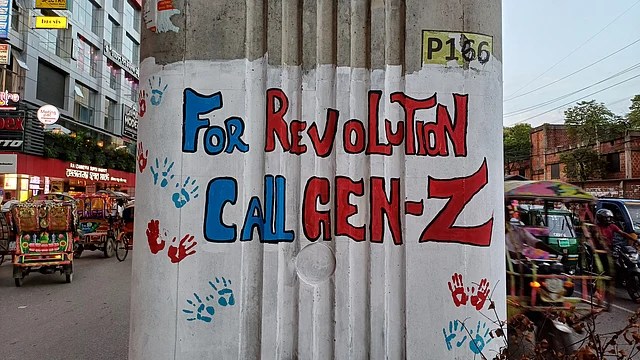 P166
For Revolution
Call Gen-Z